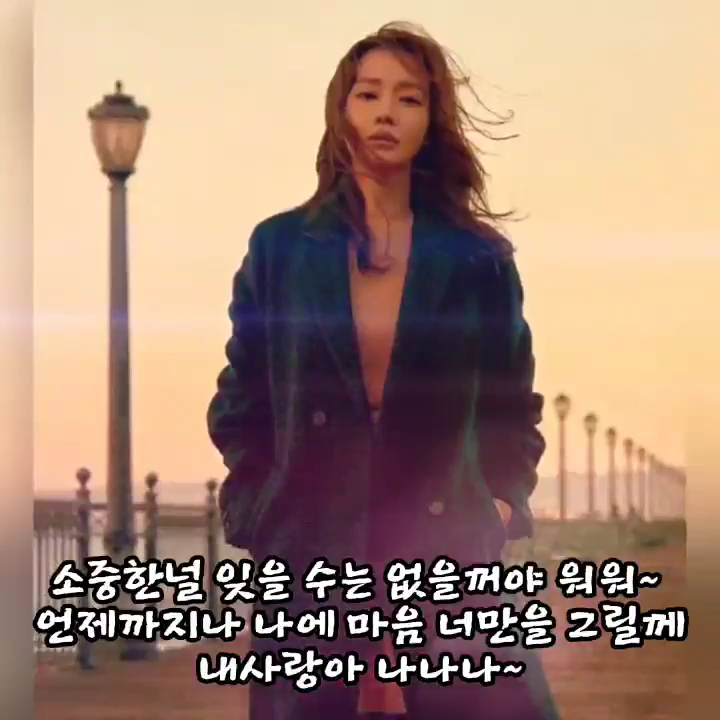 소중한널 잊을 수는 없을꺼야 워워~
언제까지나 나에 마음 너만을 그릴께
내사랑아 나나나~